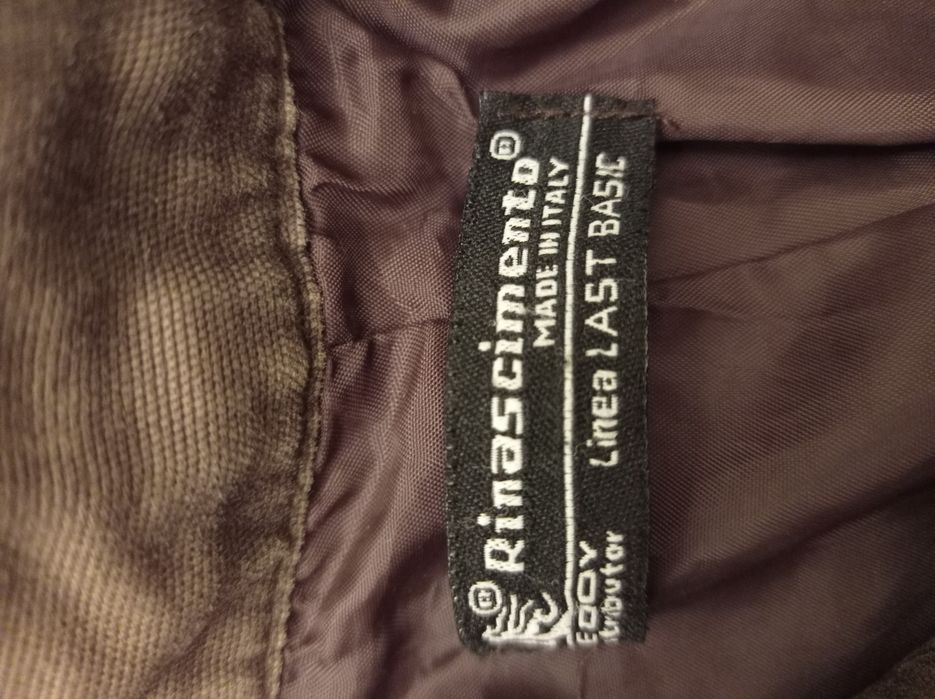 Rinascimento®
MADE IN ITALY
Linea LAST BASIC